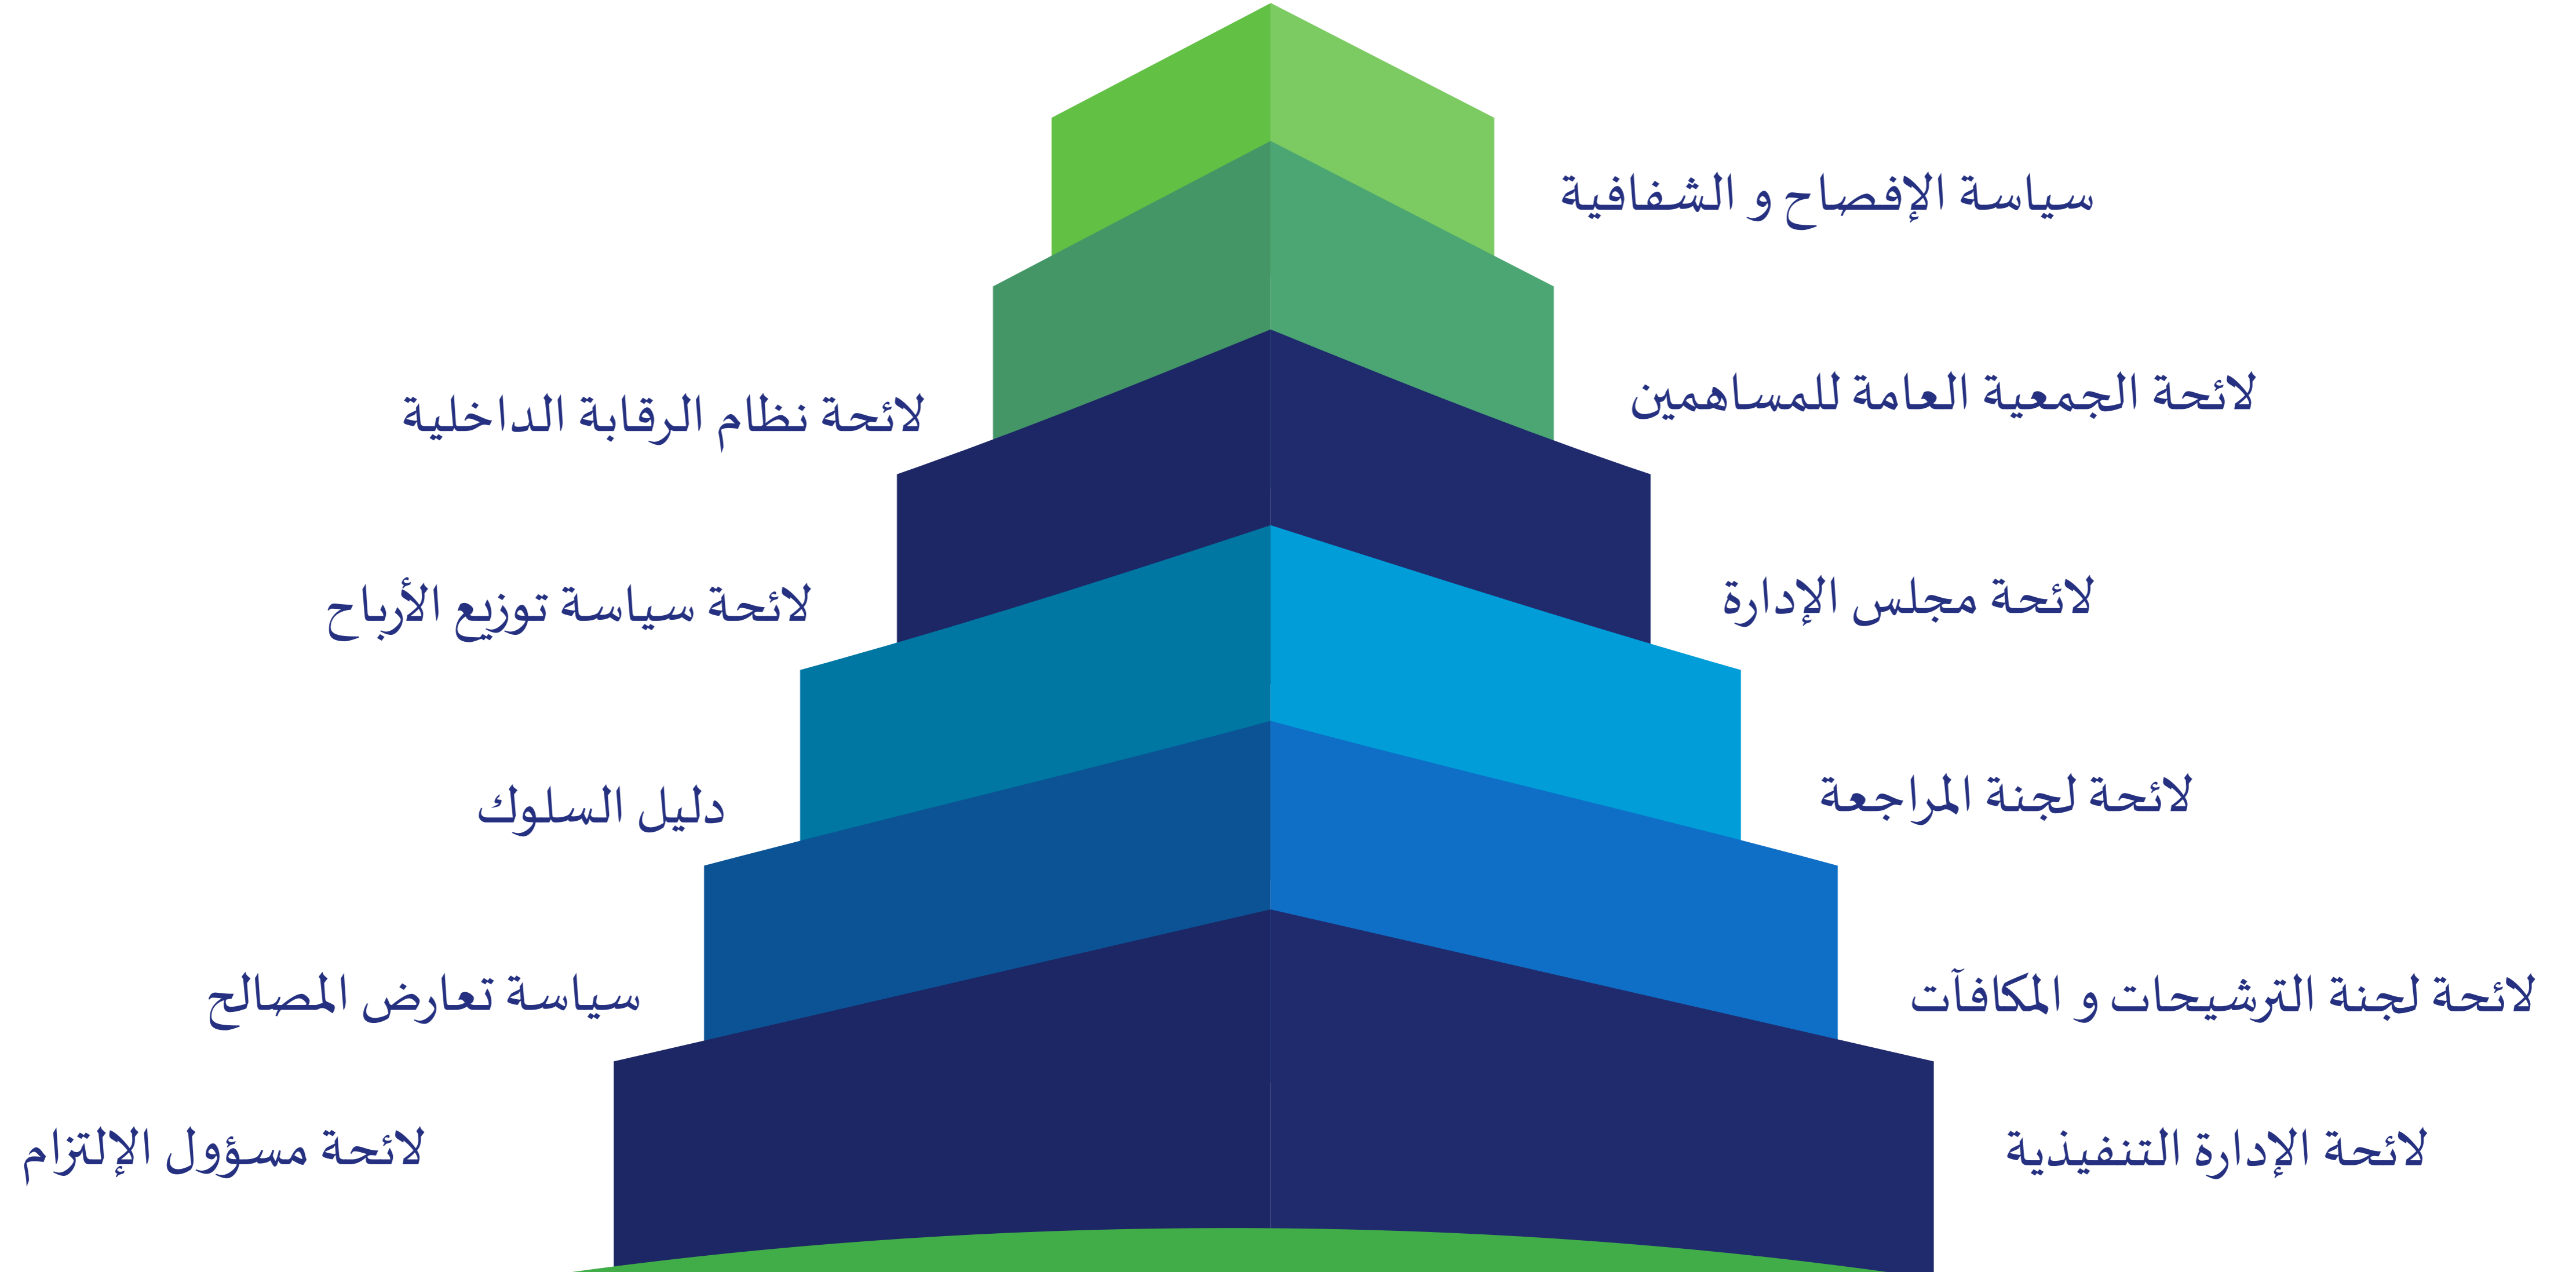 سياسة الإفصاح و الشفافية
لائحة الجمعية العامة للمساهمين
لائحة مجلس الإدارة
لائحة لجنة المراجعة
لائحة لجنة الترشيحات و المكافآت
لائحة الإدارة التنفيذية
لائحة نظام الرقابة الداخلية
لائحة سياسة توزيع الأرباح
دليل السلوك
سياسة تعارض المصالح
لائحة مسؤول الإلتزام